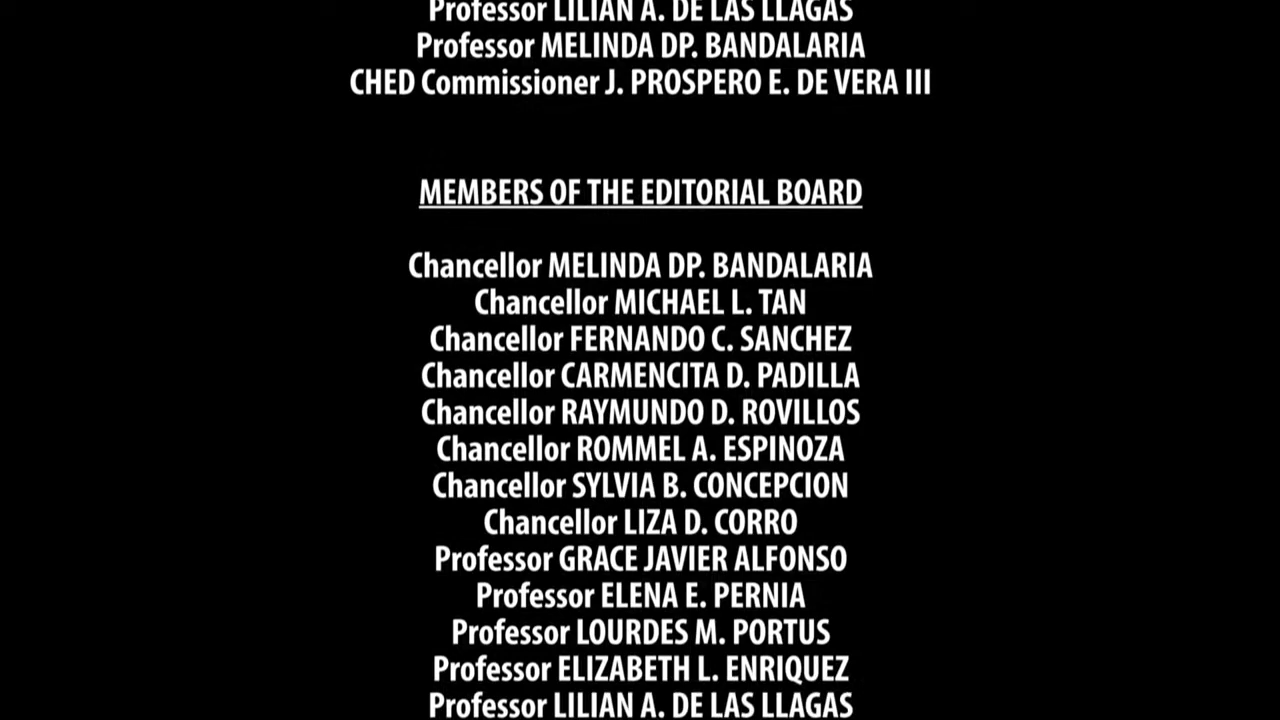 Professor LILIAN A. DE LAS LLAGAS
Professor MELINDA DP. BANDALARIA
CHED Commissioner J. PROSPERO E. DE VERA III
MEMBERS OF THE EDITORIAL BOARD
Chancellor MELINDA DP. BANDALARIA
Chancellor MICHAEL L. TAN
Chancellor FERNANDO C. SANCHEZ
Chancellor CARMENCITA D. PADILLA
Chancellor RAYMUNDO D. ROVILLOS
Chancellor ROMMEL A. ESPINOZA
Chancellor SYLVIA B. CONCEPCION
Chancellor LIZA D. CORRO
Professor GRACE JAVIER ALFONSO
Professor ELENA E. PERNIA
Professor LOURDES M. PORTUS
Professor ELIZABETH L. ENRIQUEZ
Professor LILIAN A. DE LAS LLAGAS